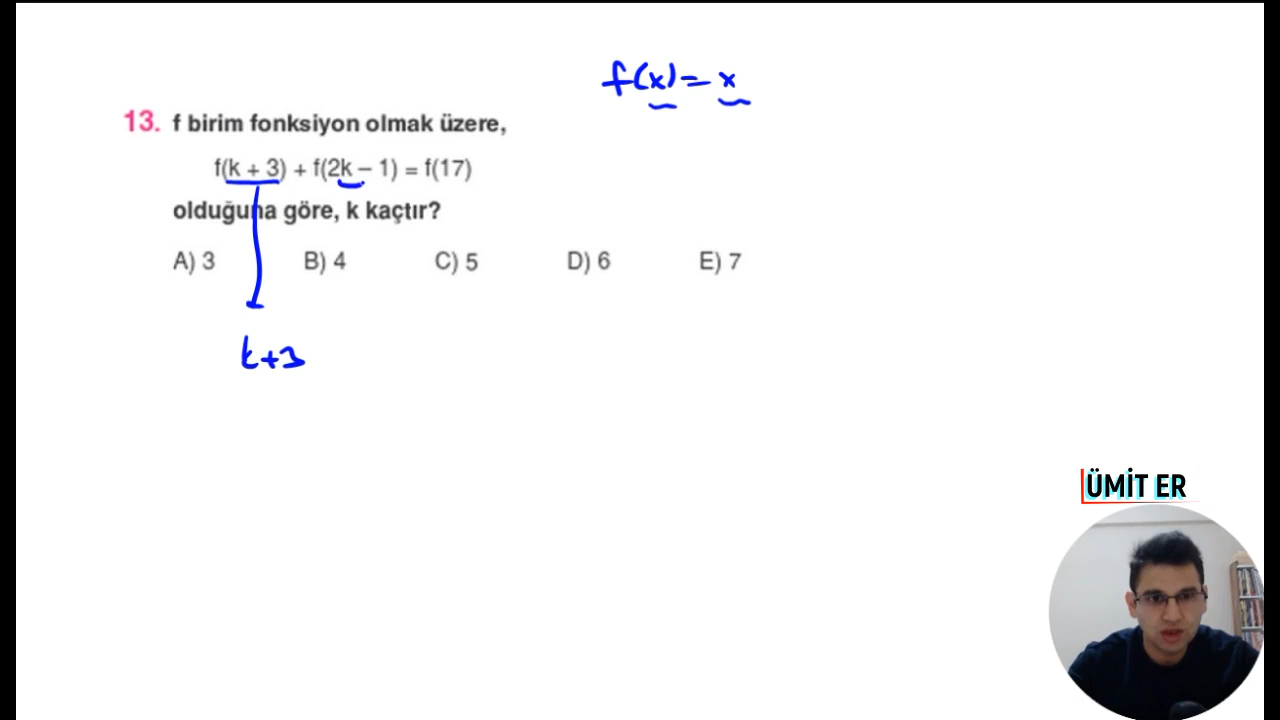 f(x) = x
13. f birim fonksiyon olmak üzere,
f(k + 3) + f(2k – 1) = f(17)
olduğuna göre, k kaçtır?
A) 3 B) 4 C) 5 D) 6 E) 7
k+3
ÜMİT ER